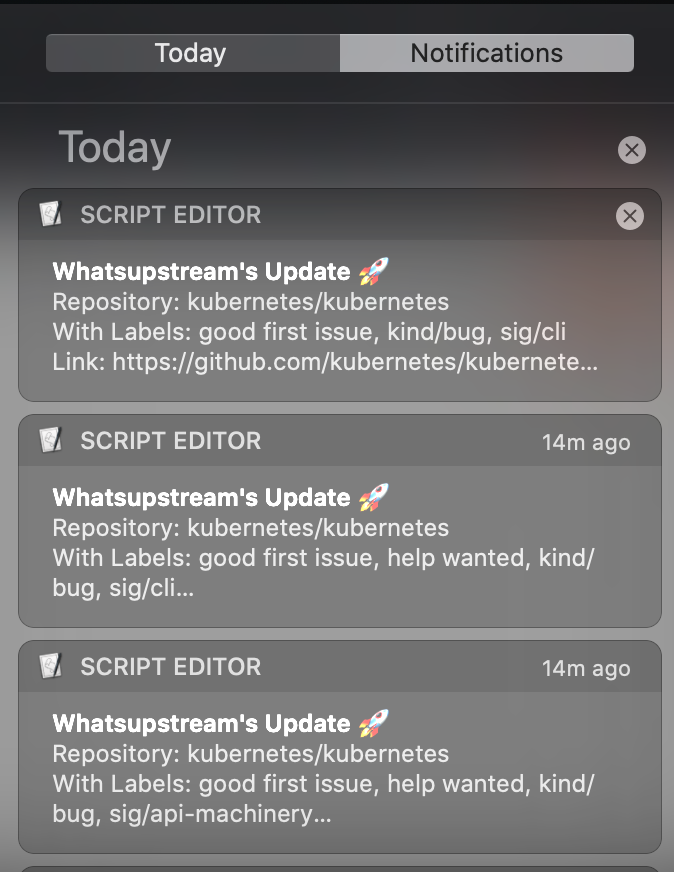 Today
Notifications
Today
SCRIPT EDITOR
Whatsupstream's Update 🚀
Repository: kubernetes/kubernetes
With Labels: good first issue, kind/bug, sig/cli
Link: https://github.com/kubernetes/kubernete...
SCRIPT EDITOR
14m ago
Whatsupstream's Update 🚀
Repository: kubernetes/kubernetes
With Labels: good first issue, help wanted, kind/
bug, sig/cli...
SCRIPT EDITOR
14m ago
Whatsupstream's Update 🚀
Repository: kubernetes/kubernetes
With Labels: good first issue, help wanted, kind/
bug, sig/api-machinery...